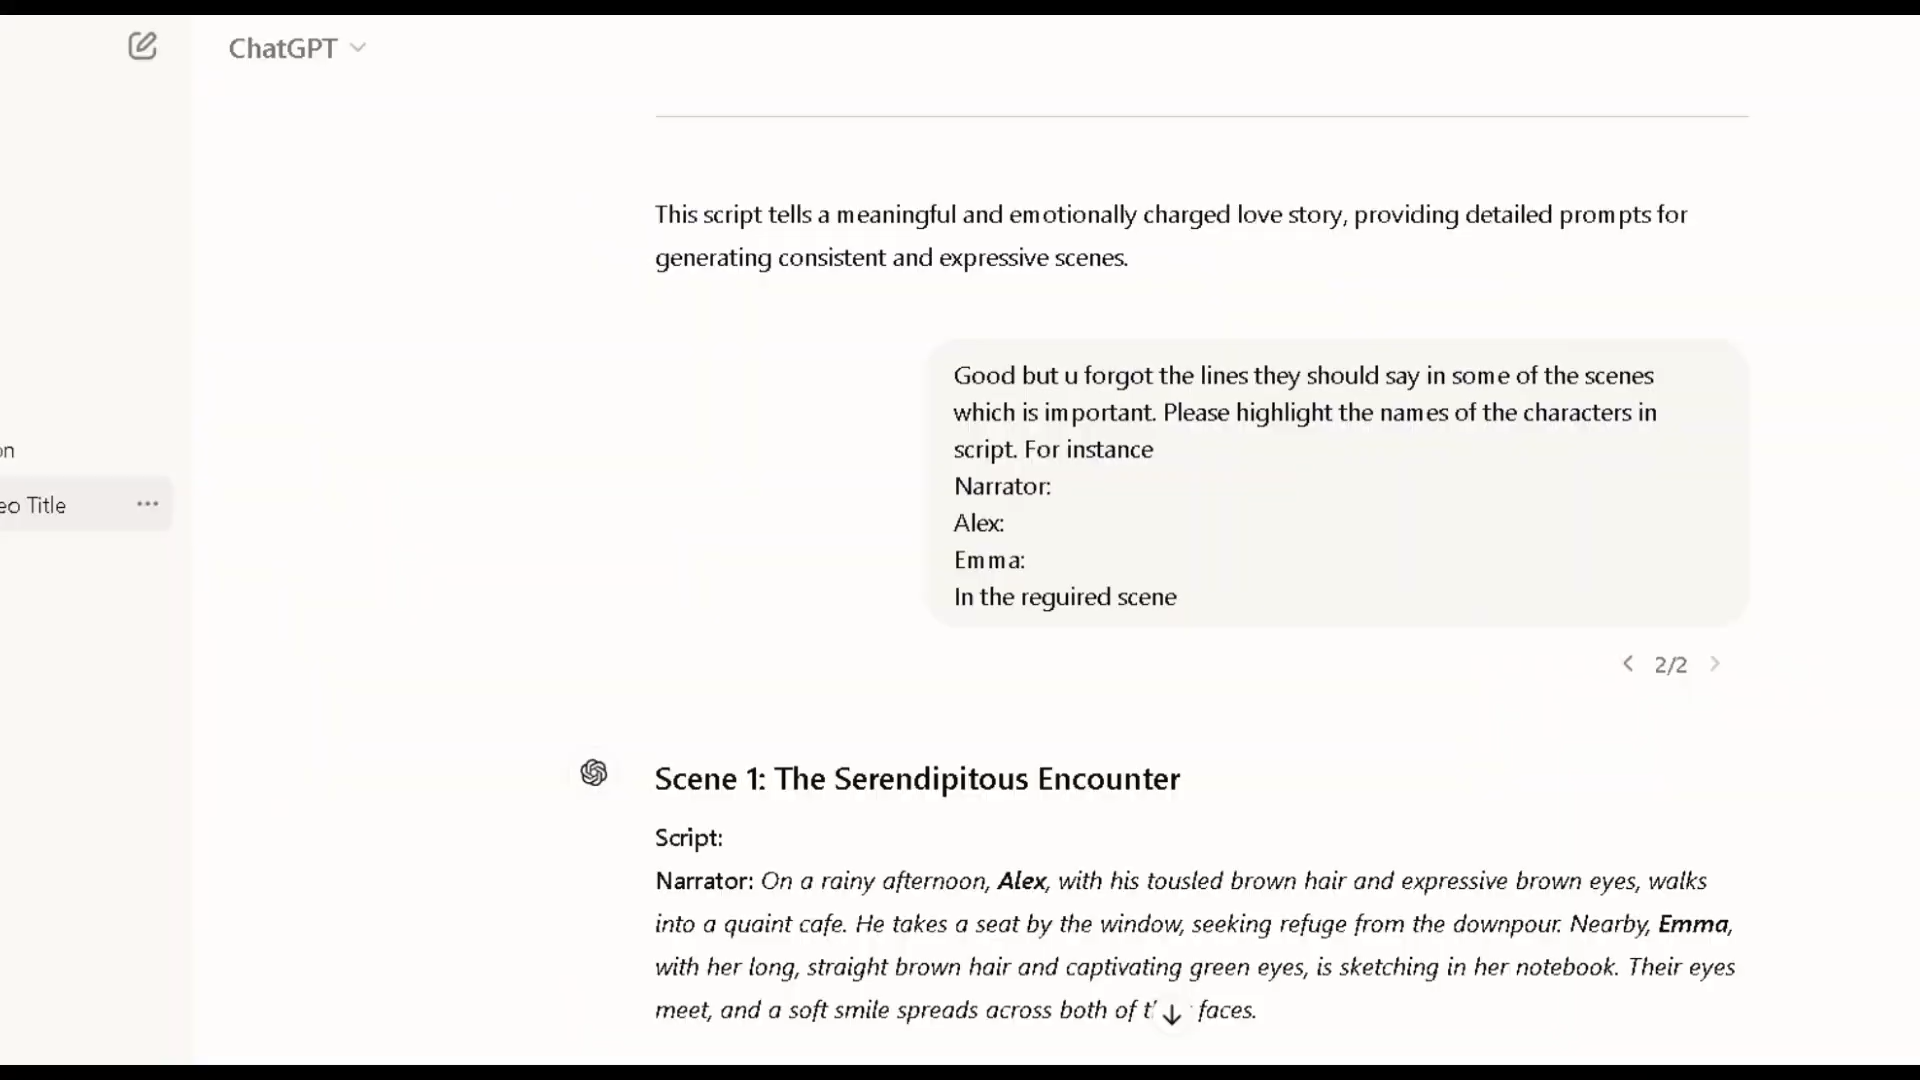 ChatGPT
This script tells a meaningful and emotionally charged love story, providing detailed prompts for
generating consistent and expressive scenes.
Good but u forgot the lines they should say in some of the scenes
which is important. Please highlight the names of the characters in
script. For instance
Narrator:
Alex:
Emma:
In the reguired scene
on
eo Title
2/2
Scene 1: The Serendipitous Encounter
Script:
Narrator: On a rainy afternoon, Alex, with his tousled brown hair and expressive brown eyes, walks
into a quaint cafe. He takes a seat by the window, seeking refuge from the downpour. Nearby, Emma,
with her long, straight brown hair and captivating green eyes, is sketching in her notebook. Their eyes
meet, and a soft smile spreads across both of faces.